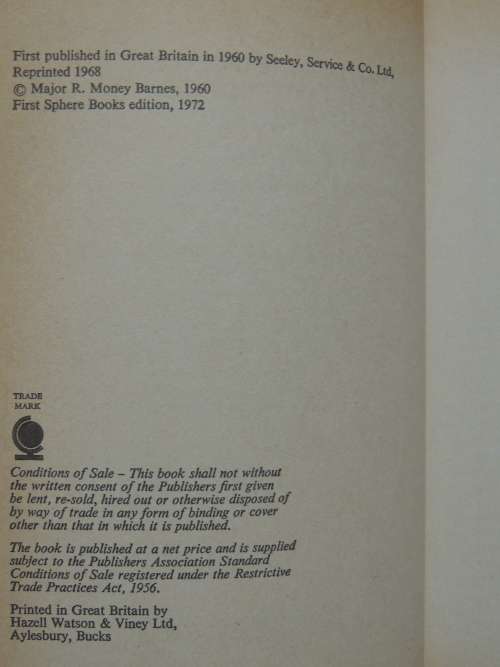 First published in Great Britain in 1960 by Seeley, Service & Co. Ltd,
Reprinted 1968
© Major R. Money Barnes, 1960
First Sphere Books edition, 1972
TRADE
MARK
Conditions of Sale – This book shall not without
the written consent of the Publishers first given
be lent, re-sold, hired out or otherwise disposed of
by way of trade in any form of binding or cover
other than that in which it is published.
The book is published at a net price and is supplied
subject to the Publishers Association Standard
Conditions of Sale registered under the Restrictive
Trade Practices Act, 1956.
Printed in Great Britain by
Hazell Watson & Viney Ltd,
Aylesbury, Bucks